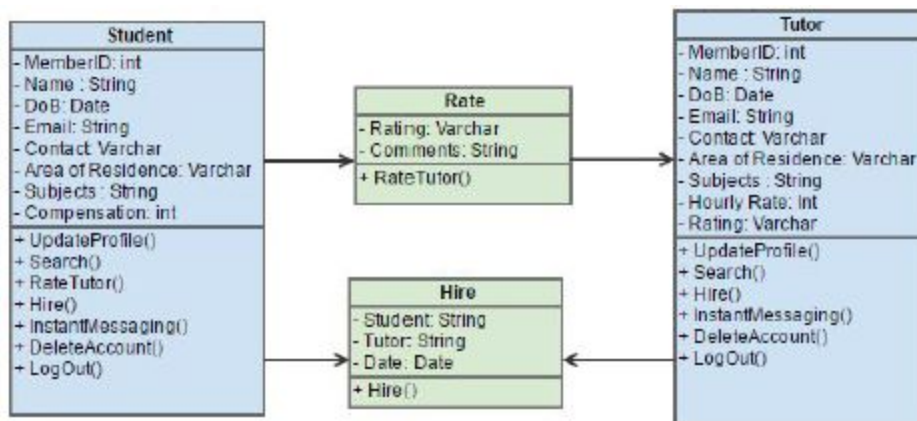 Student
- MemberID: int
- Name : String
- DoB: Date
- Email: String
- Contact: Varchar
- Area of Residence: Varchar
- Subjects : String
- Compensation: int
+ UpdateProfile()
+ Search()
+ RateTutor()
+ Hire()
+ InstantMessaging()
+ DeleteAccount()
+ LogOut()
Rate
- Rating: Varchar
- Comments: String
+ RateTutor()
Hire
- Student: String
- Tutor: String
- Date: Date
+ Hire()
Tutor
- MemberID: int
- Name : String
- DoB: Date
- Email: String
- Contact: Varchar
- Area of Residence: Varchar
- Subjects : String
- Hourly Rate: Int
- Rating: Varchar
+ UpdateProfile()
+ Search()
+ Hire()
+ InstantMessaging()
+ DeleteAccount()
+ LogOut()